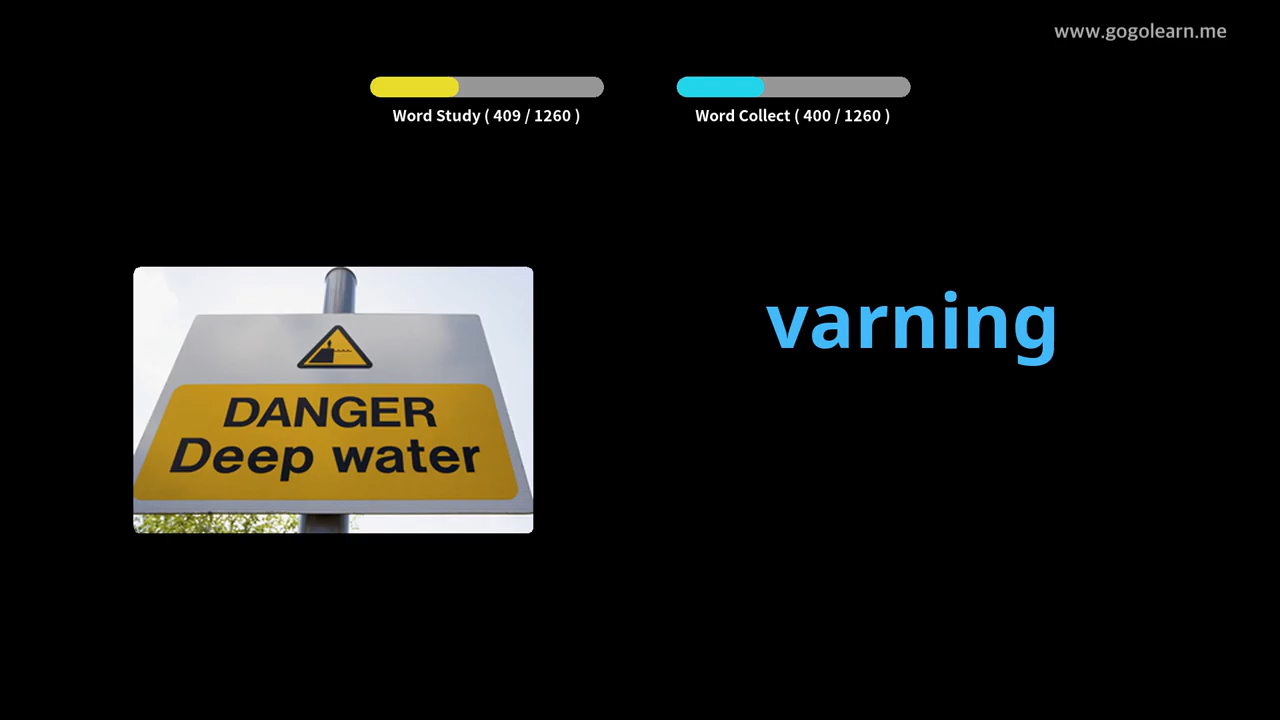 www.gogolearn.me
Word Study ( 409 / 1260 )
Word Collect ( 400 / 1260 )
DANGER
Deep water
varning